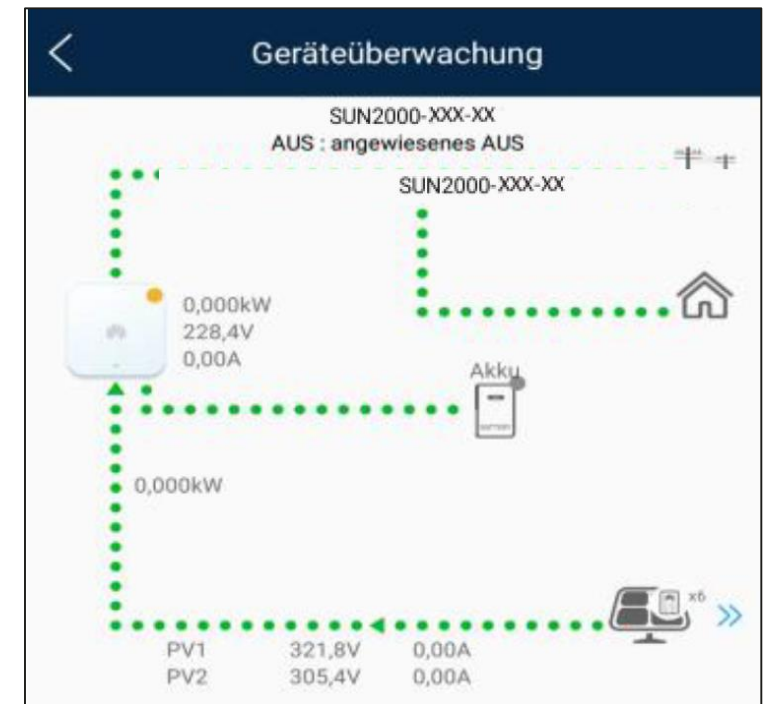 Geräteüberwachung
SUN2000-XXX-XX
AUS : angewiesenes AUS
SUN2000-XXX-XX
0,000kW
228,4V
0,00A
Akku
0,000kW
x6
PV1 321,8V 0,00A
PV2 305,4V 0,00A